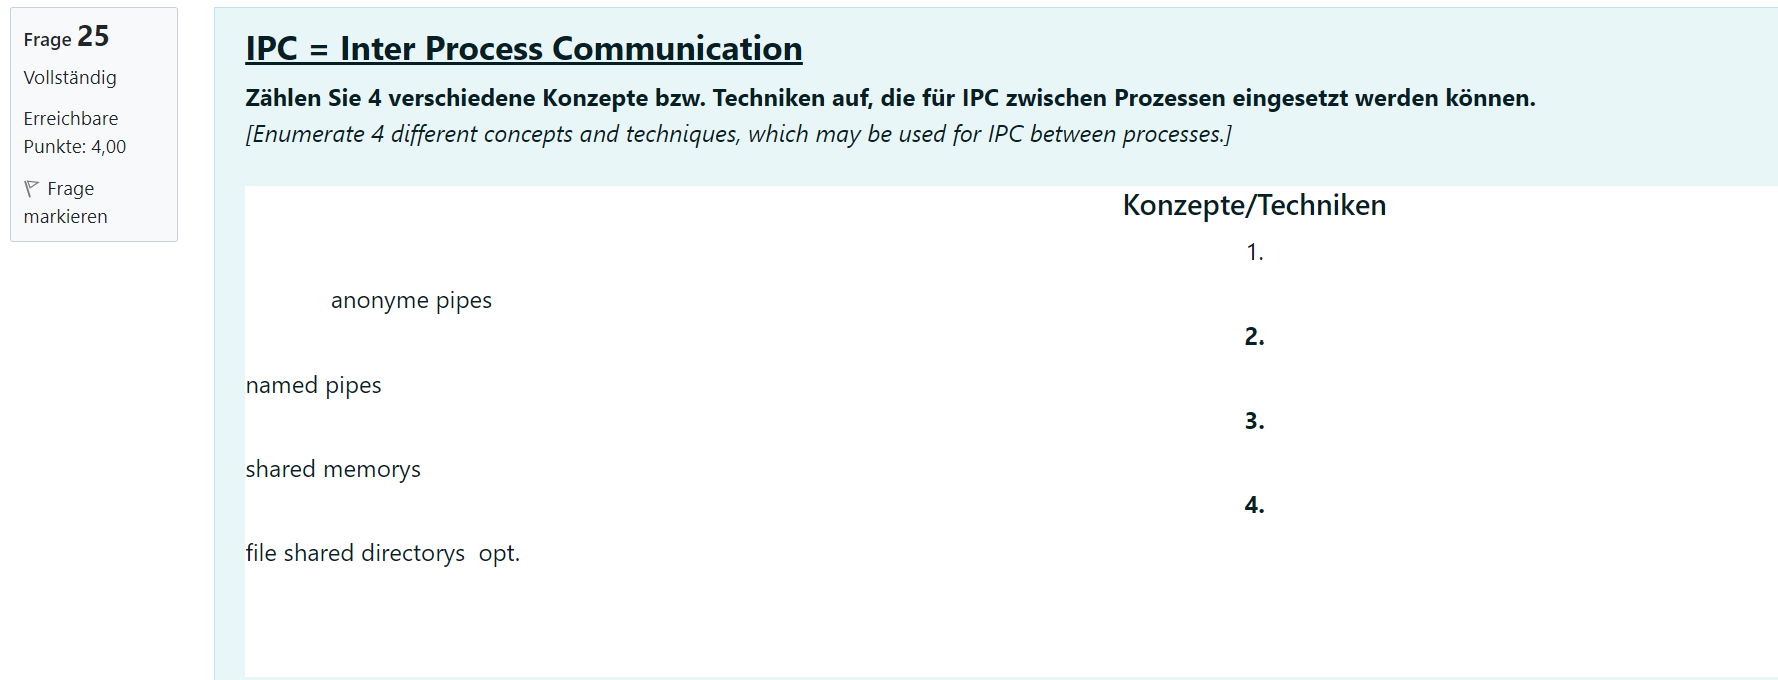 Frage 25
Vollständig
Erreichbare
Punkte: 4,00
Frage
markieren
IPC = Inter Process Communication
Zählen Sie 4 verschiedene Konzepte bzw. Techniken auf, die für IPC zwischen Prozessen eingesetzt werden können.
[Enumerate 4 different concepts and techniques, which may be used for IPC between processes.]
Konzepte/Techniken
1.
anonyme pipes
2.
named pipes
3.
shared memorys
4.
file shared directorys  opt.